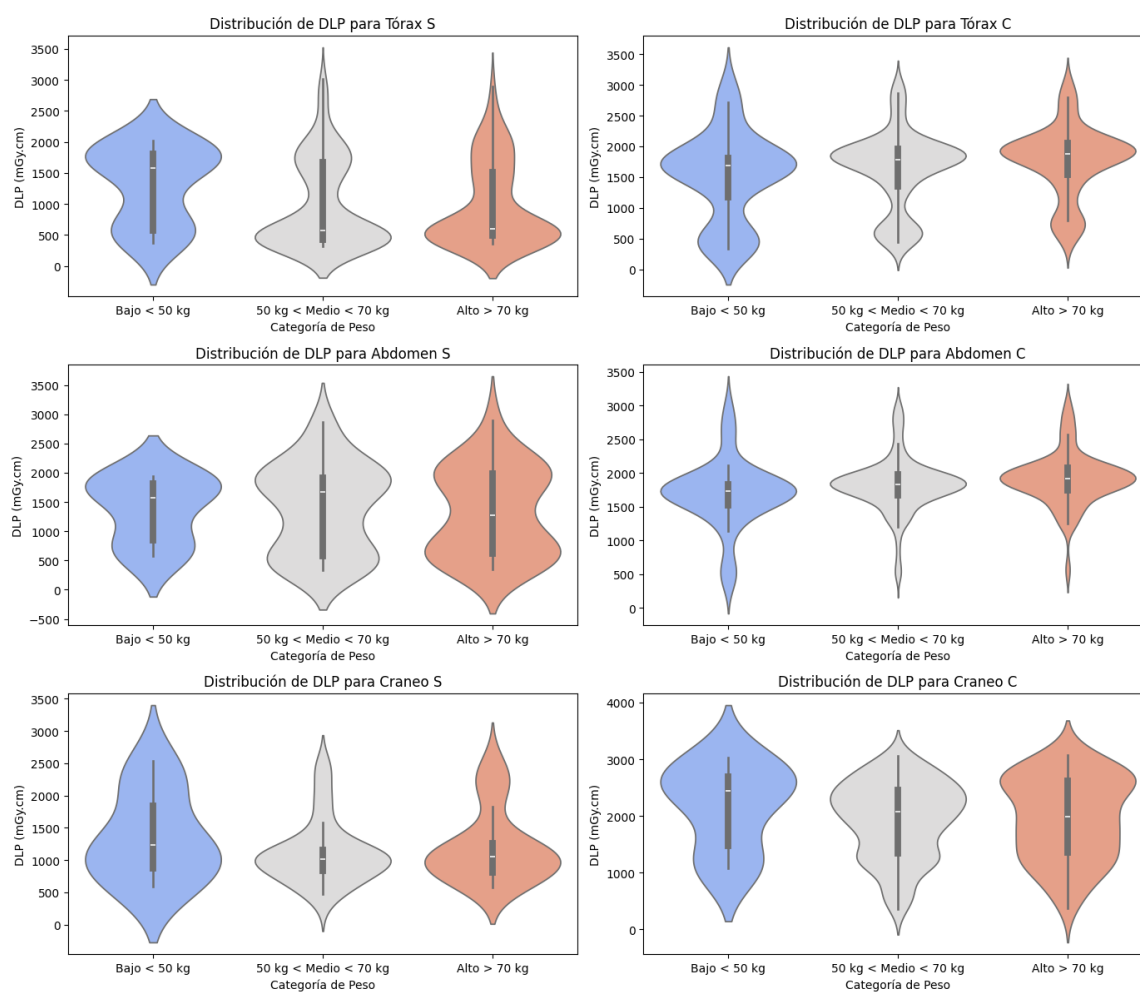 Distribución de DLP para Tórax S
DLP (mGy.cm)
3500
3000
2500
2000
1500
1000
500
0
Bajo < 50 kg
50 kg < Medio < 70 kg
Alto > 70 kg
Categoría de Peso
Distribución de DLP para Tórax C
DLP (mGy.cm)
3500
3000
2500
2000
1500
1000
500
0
Bajo < 50 kg
50 kg < Medio < 70 kg
Alto > 70 kg
Categoría de Peso
Distribución de DLP para Abdomen S
DLP (mGy.cm)
3500
3000
2500
2000
1500
1000
500
0
−500
Bajo < 50 kg
50 kg < Medio < 70 kg
Alto > 70 kg
Categoría de Peso
Distribución de DLP para Abdomen C
DLP (mGy.cm)
3500
3000
2500
2000
1500
1000
500
0
Bajo < 50 kg
50 kg < Medio < 70 kg
Alto > 70 kg
Categoría de Peso
Distribución de DLP para Craneo S
DLP (mGy.cm)
3500
3000
2500
2000
1500
1000
500
0
Bajo < 50 kg
50 kg < Medio < 70 kg
Alto > 70 kg
Categoría de Peso
Distribución de DLP para Craneo C
DLP (mGy.cm)
4000
3000
2000
1000
0
Bajo < 50 kg
50 kg < Medio < 70 kg
Alto > 70 kg
Categoría de Peso